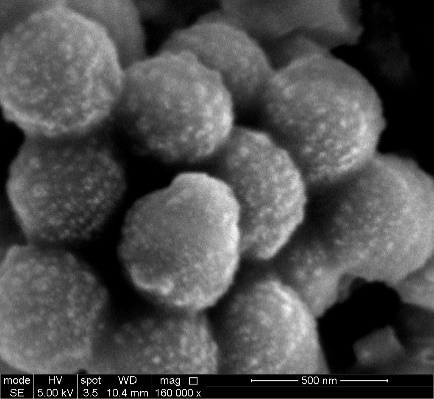 mode HV spot WD mag □ 500 nm
SE 5.00 kV 3.5 10.4 mm 160 000 x